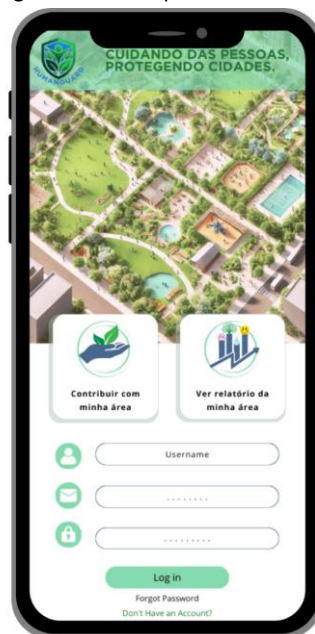 CUIDANDO DAS PESSOAS,
PROTEGENDO CIDADES.
HUMANGUARD
Contribuir com
minha área
Ver relatório da
minha área
Username
........
.........
Log in
Forgot Password
Don't Have an Account?